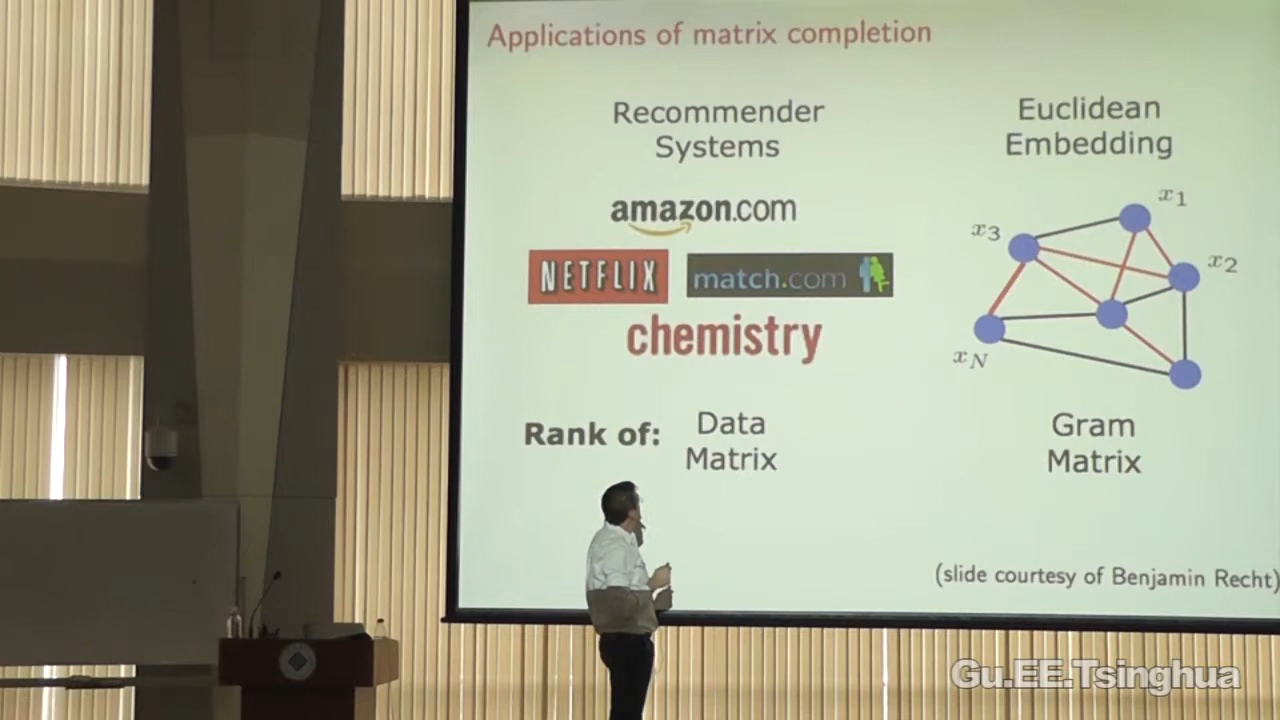 Applications of matrix completion
Recommender
Systems
amazon.com
NETFLIX
match.com
chemistry
Rank of:
Data
Matrix
Euclidean
Embedding
x1
x3
x2
xN
Gram
Matrix
(slide courtesy of Benjamin Recht)
Gu.EE.Tsinghua